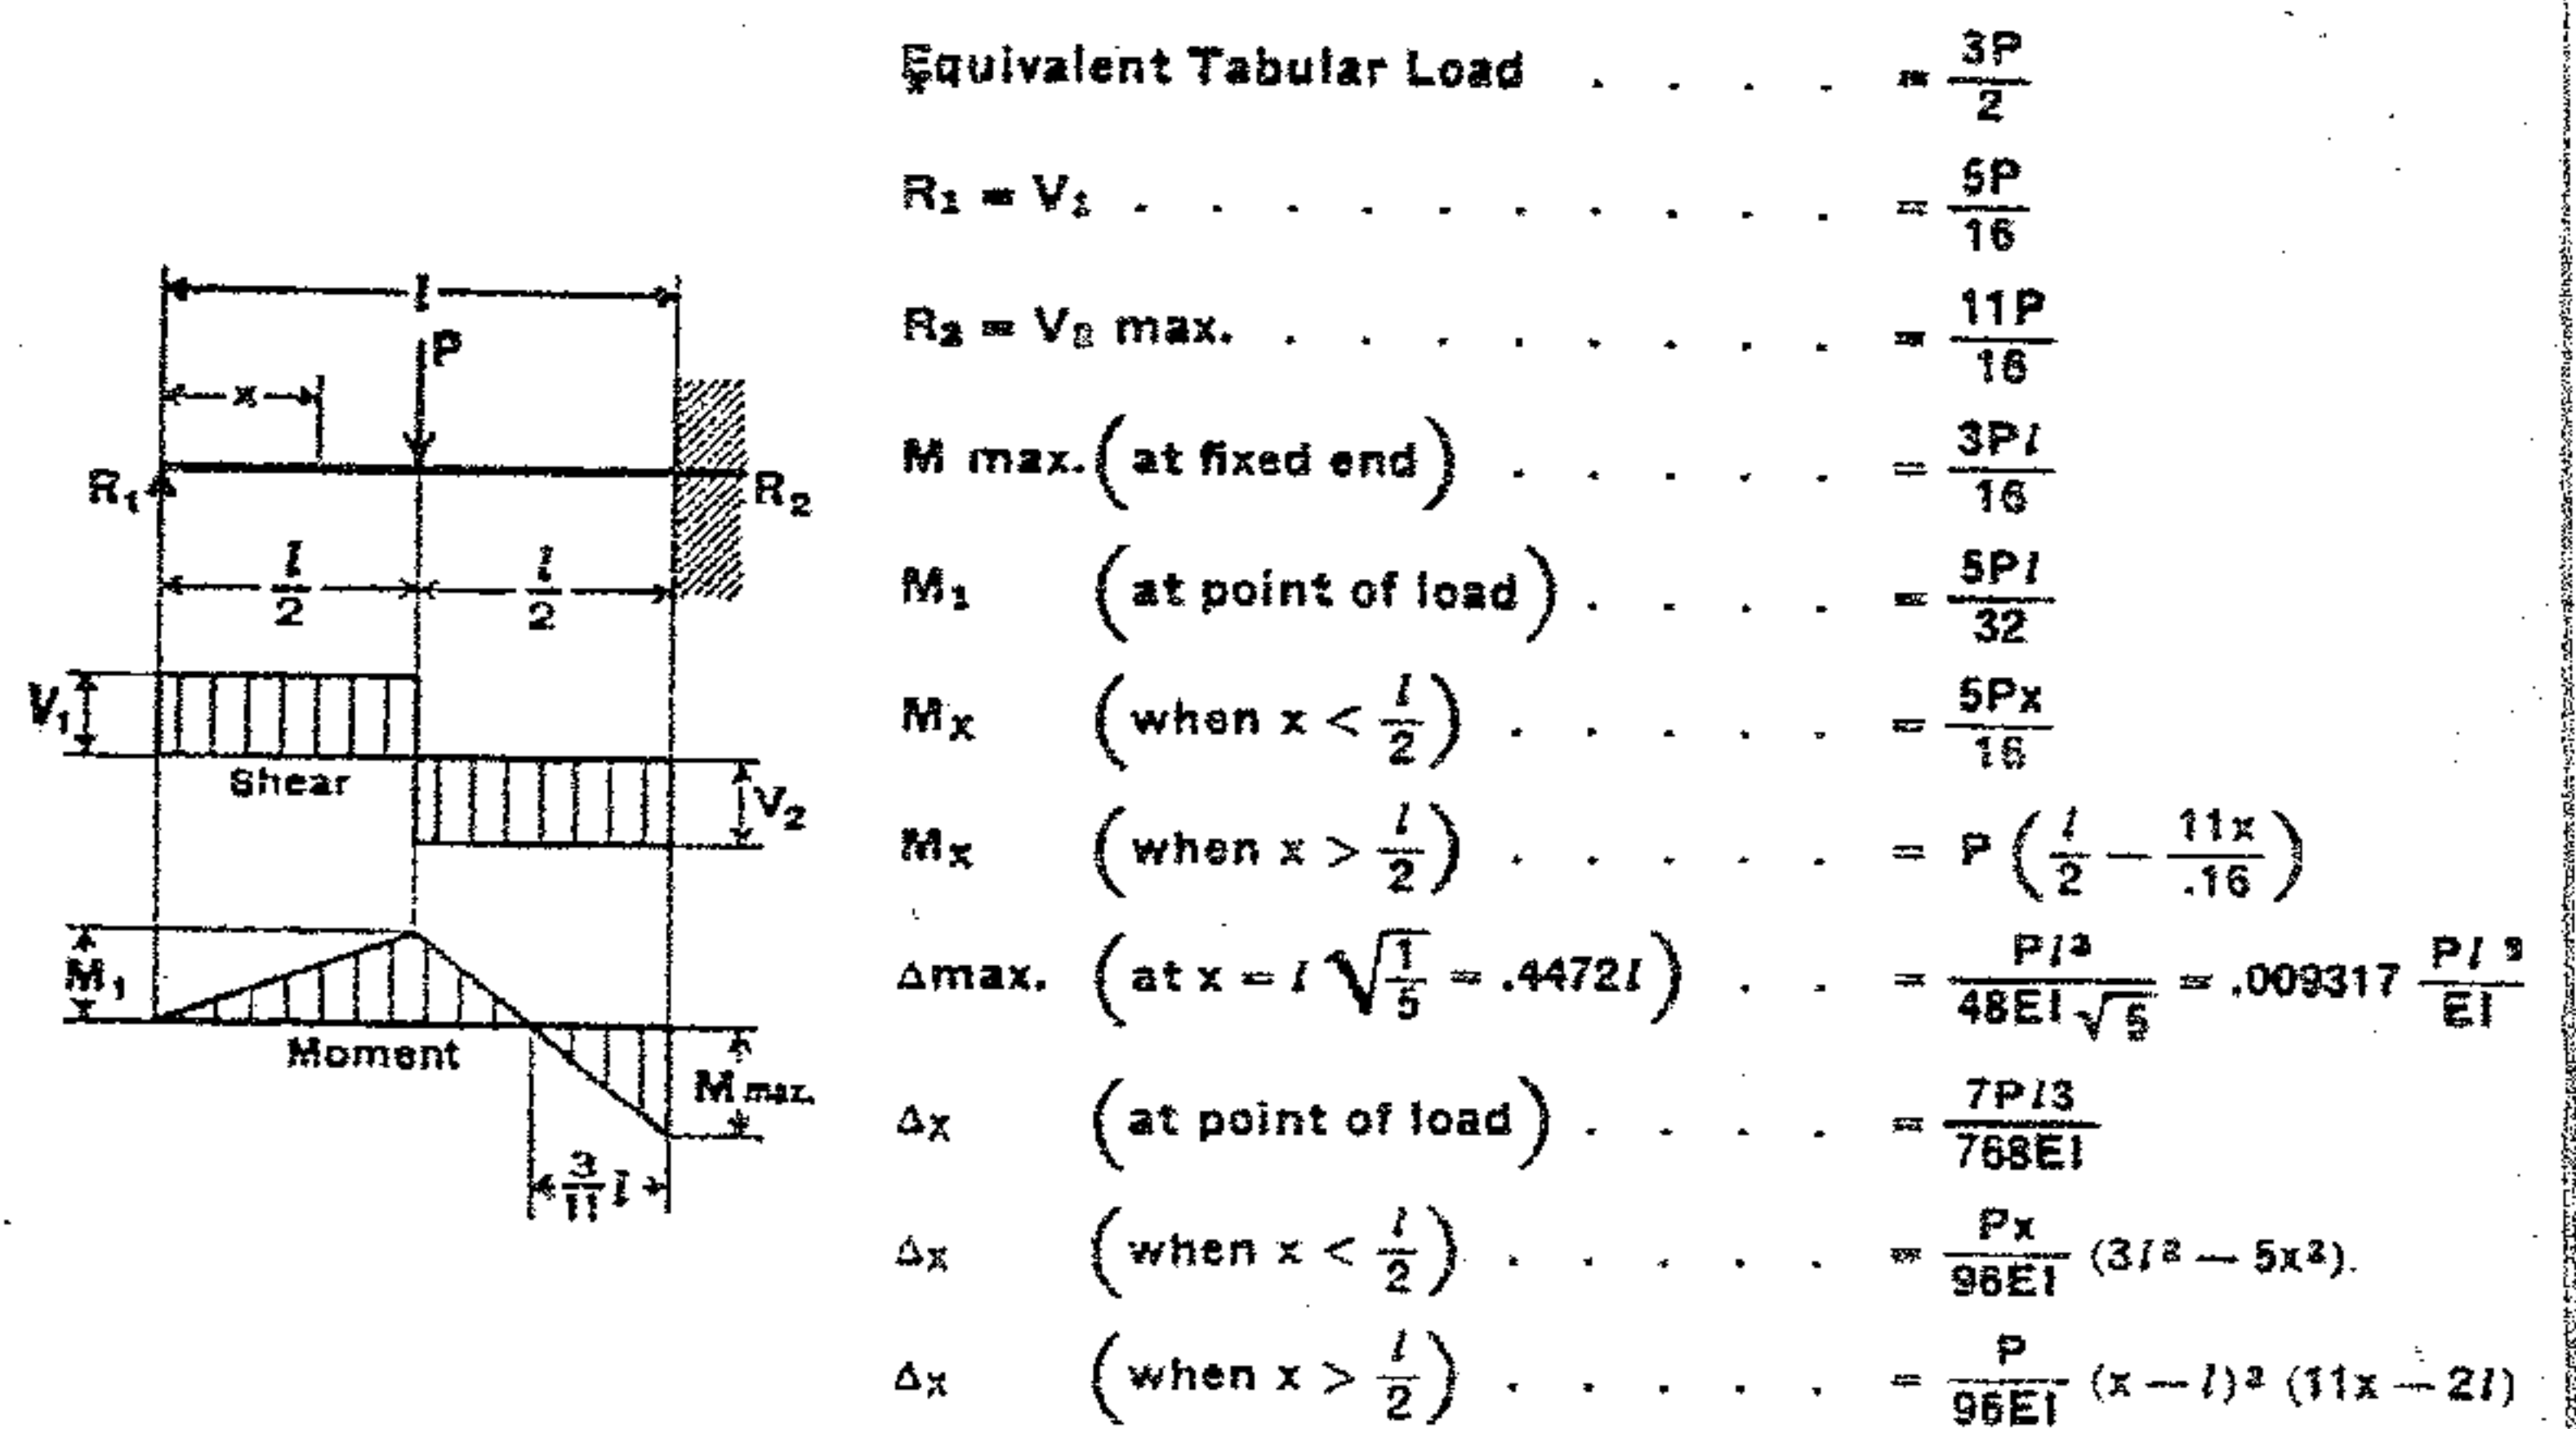 Equivalent Tabular Load . . . . = 3P/2
R₁ = V₁ . . . . . . . . . . = 5P/16
R₂ = V₂ max. . . . . . . . . = 11P/16
M max. (at fixed end) . . . . . = 3Pl/16
M₁ (at point of load) . . . . = 5Pl/32
Mx (when x < l/2) . . . . . = 5Px/16
Mx (when x > l/2) . . . . . = P (l/2 − 11x/16)
Δmax. (at x = l √(1/5) = .4472l) . . = Pl³/(48EI √5) = .009317 Pl³/EI
Δx (at point of load) . . . . = 7Pl3/768EI
Δx (when x < l/2) . . . . . = Px/96EI (3l² − 5x²).
Δx (when x > l/2) . . . . . = P/96EI (x − l)² (11x − 2l)
l
P
x
R₁
R₂
l/2
l/2
V₁
Shear
V₂
M₁
Moment
M max.
3/11 l